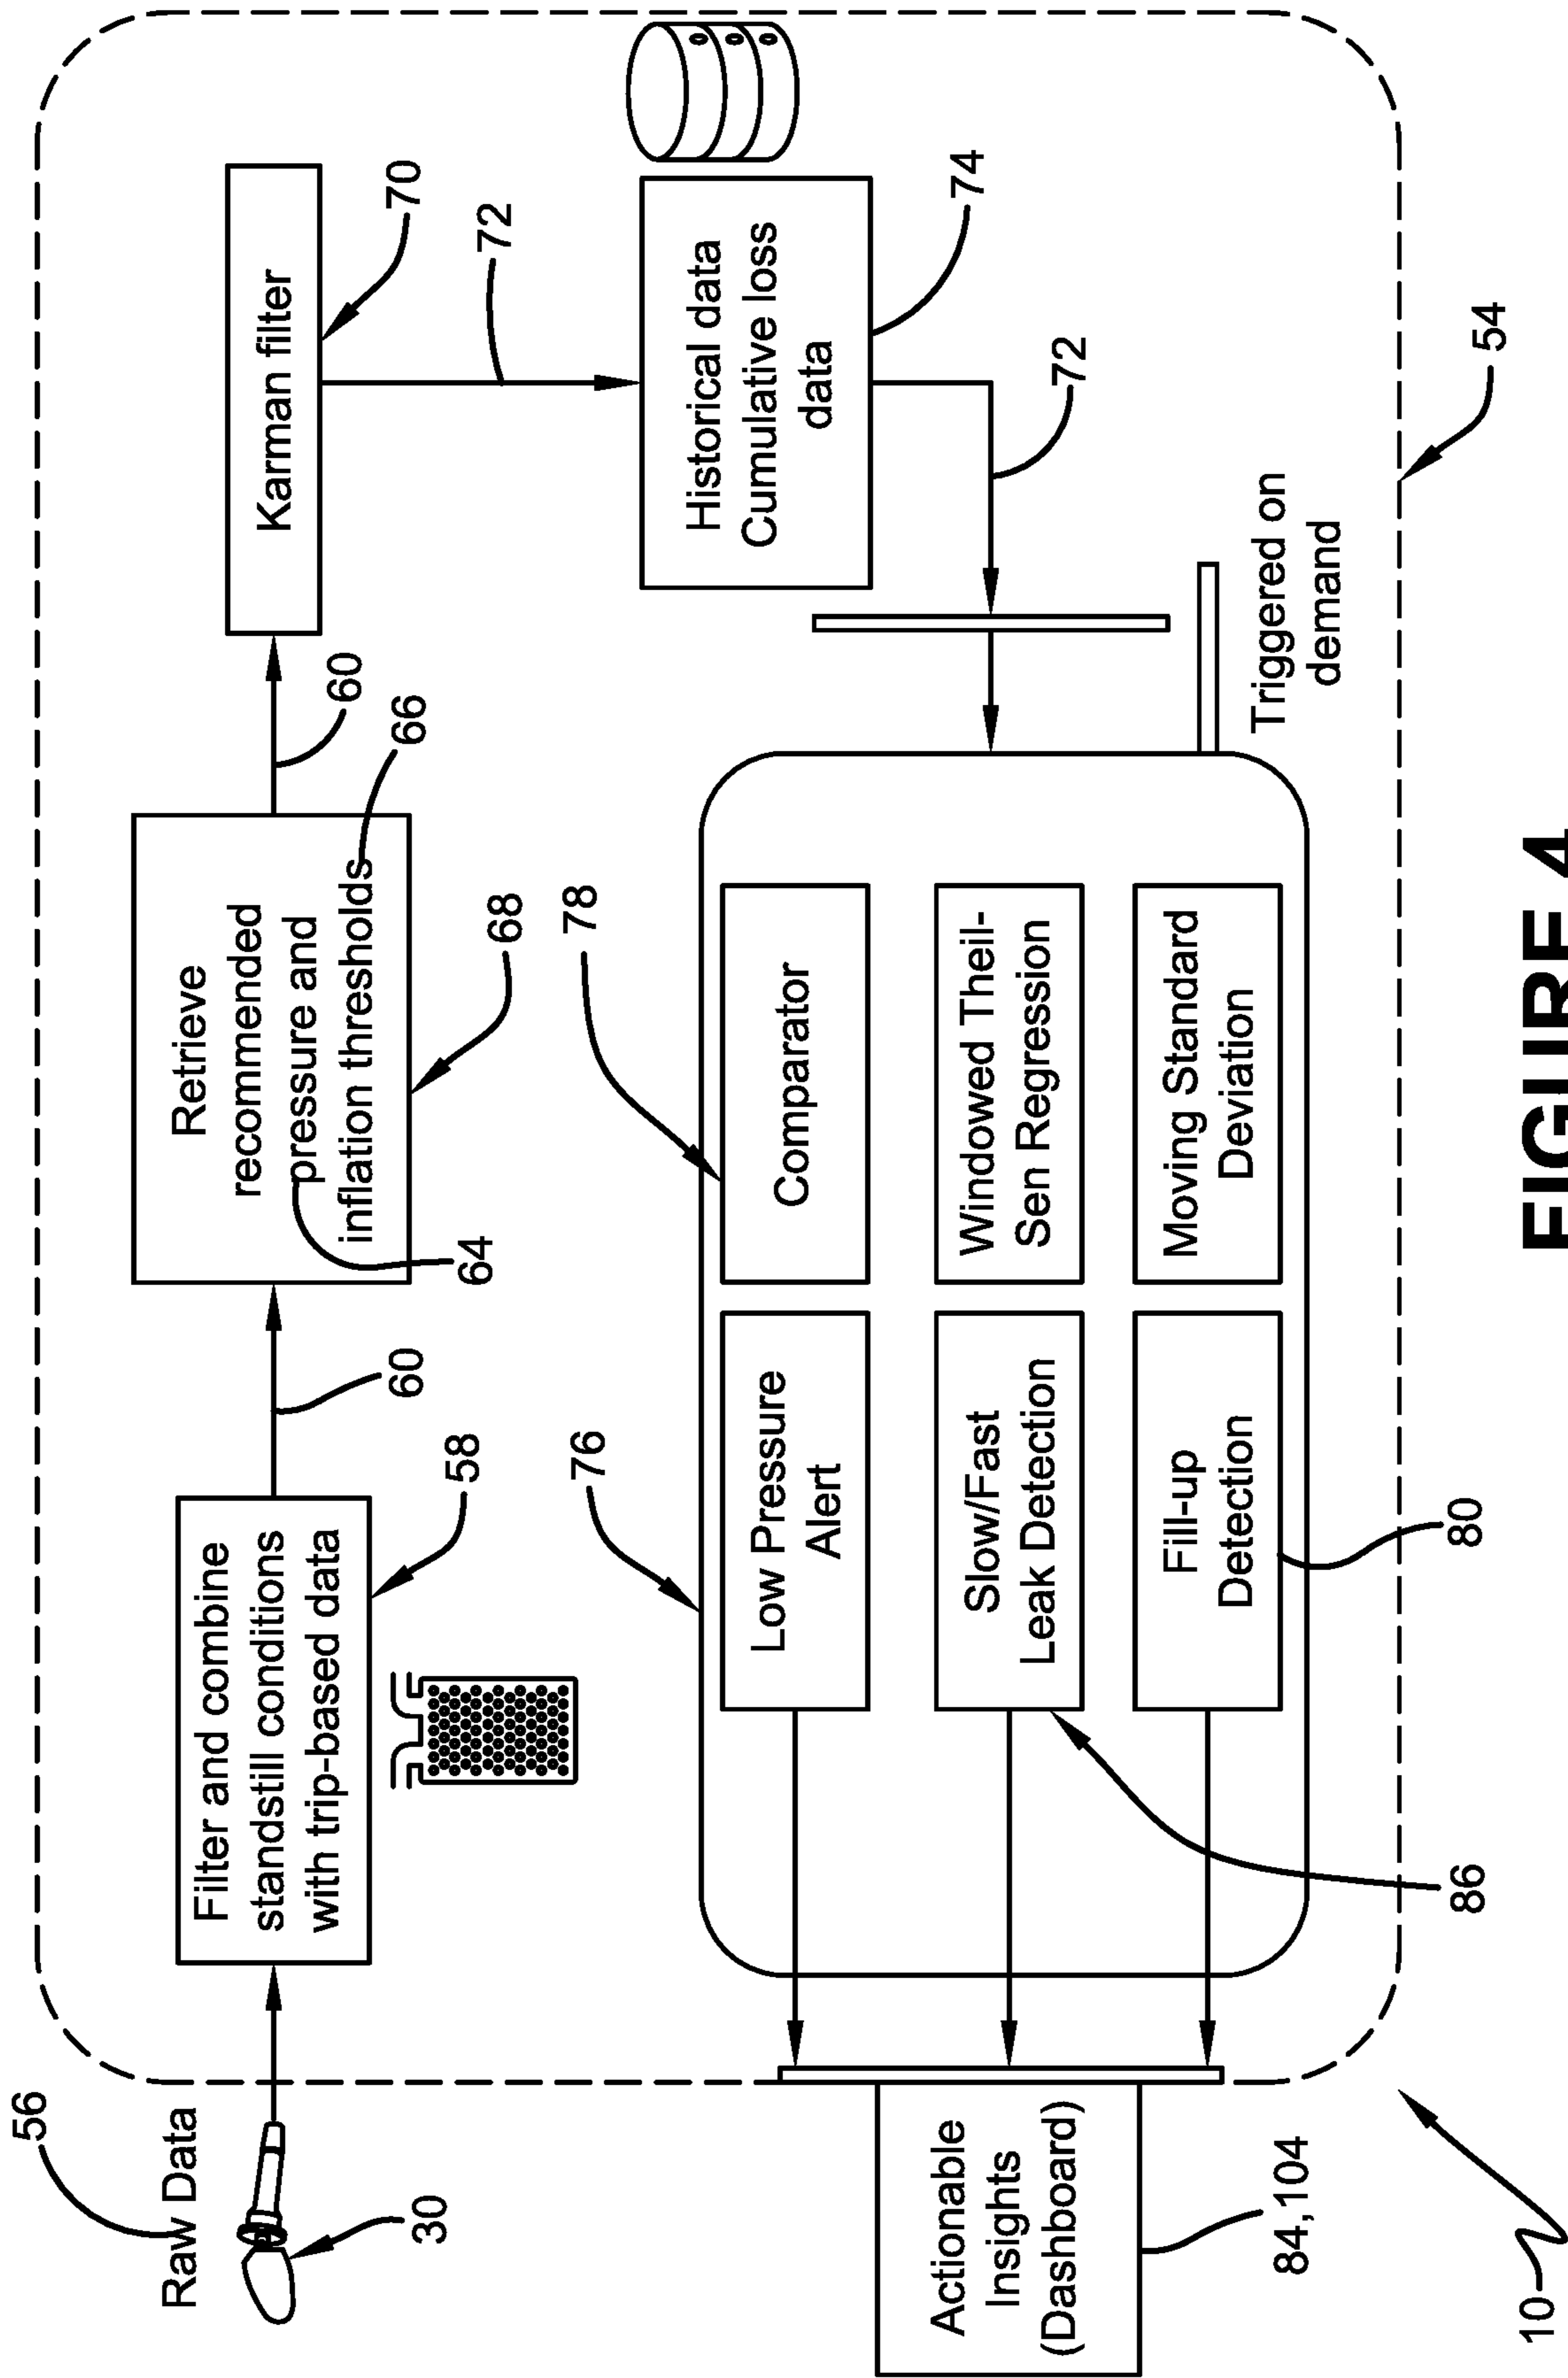 56
Raw Data
30
Filter and combine
standstill conditions
with trip-based data
58
60
Retrieve
recommended
pressure and
inflation thresholds
64
66
68
60
Karman filter
70
72
Historical data
Cumulative loss
data
74
72
76
78
Low Pressure
Alert
Comparator
Slow/Fast
Leak Detection
Windowed Theil-
Sen Regression
Fill-up
Detection
Moving Standard
Deviation
80
86
Triggered on
demand
54
Actionable
Insights
(Dashboard)
84,104
10
FIGURE 4